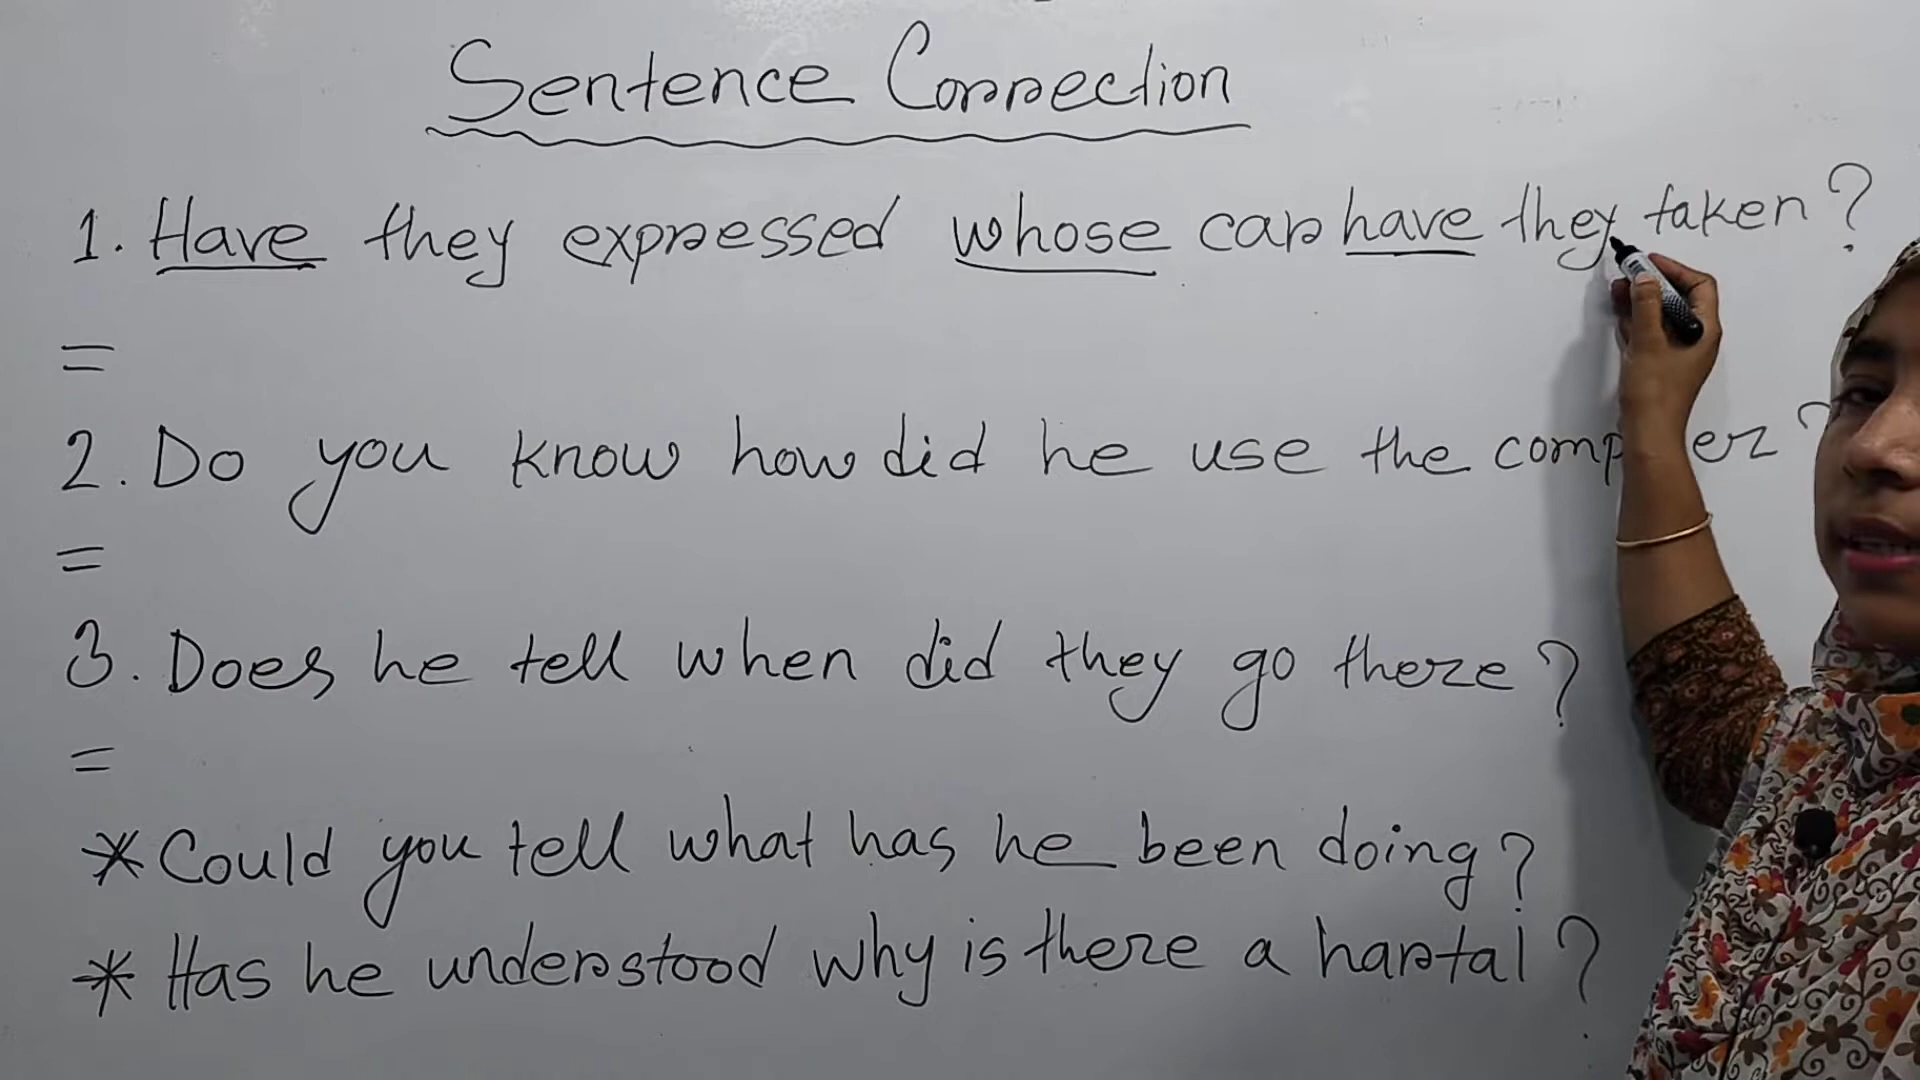 Sentence Correction
1. Have they expressed whose car have they taken?
=
2. Do you know how did he use the comp er?
=
3. Does he tell when did they go there?
=
* Could you tell what has he been doing?
* Has he understood why is there a hartal?